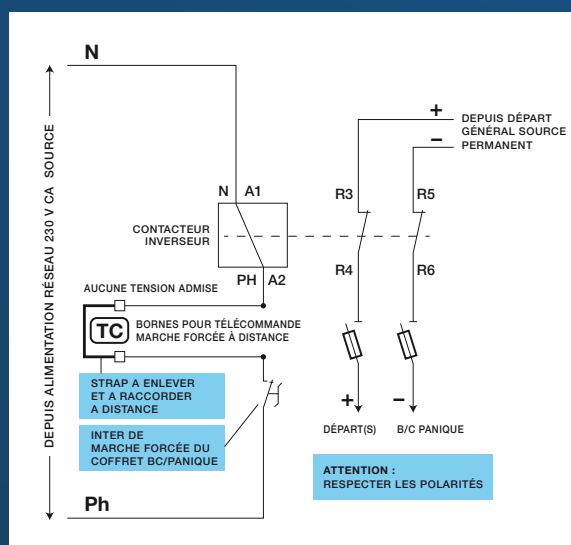 N
DEPUIS ALIMENTATION RÉSEAU 230 V CA SOURCE
+
DEPUIS DÉPART
GÉNÉRAL SOURCE
– PERMANENT
N A1
R3 R5
CONTACTEUR
INVERSEUR
PH A2
R4 R6
AUCUNE TENSION ADMISE
TC
BORNES POUR TÉLÉCOMMANDE
MARCHE FORCÉE À DISTANCE
STRAP A ENLEVER
ET A RACCORDER
A DISTANCE
+ –
DÉPART(S) B/C PANIQUE
INTER DE
MARCHE FORCÉE DU
COFFRET BC/PANIQUE
ATTENTION :
RESPECTER LES POLARITÉS
Ph